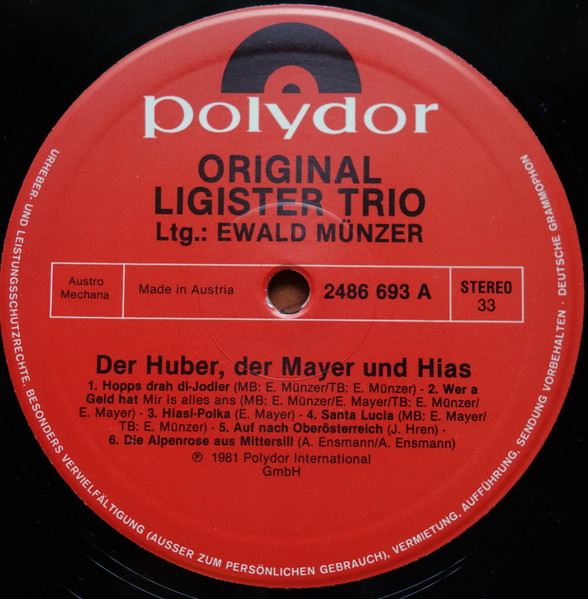 polydor
ORIGINAL
LIGISTER TRIO
Ltg.: EWALD MÜNZER
Austro
Mechana
Made in Austria
2486 693 A
STEREO
33
Der Huber, der Mayer und Hias
1. Hopps drah di-Jodler (MB: E. Münzer/TB: E. Münzer) - 2. Wer a
Geld hat Mir is alles ans (MB: E. Münzer/E. Mayer/TB: E. Münzer/
E. Mayer) - 3. Hiasl-Polka (E. Mayer) - 4. Santa Lucia (MB: E. Mayer/
TB: E. Münzer) - 5. Auf nach Oberösterreich (J. Hren) -
6. Die Alpenrose aus Mittersill (A. Ensmann/A. Ensmann)
℗ 1981 Polydor International
GmbH
URHEBER- UND LEISTUNGSSCHUTZRECHTE, BESONDERS VERVIELFÄLTIGUNG (AUSSER ZUM PERSÖNLICHEN GEBRAUCH), VERMIETUNG, AUFFÜHRUNG, SENDUNG VORBEHALTEN · DEUTSCHE GRAMMOPHON